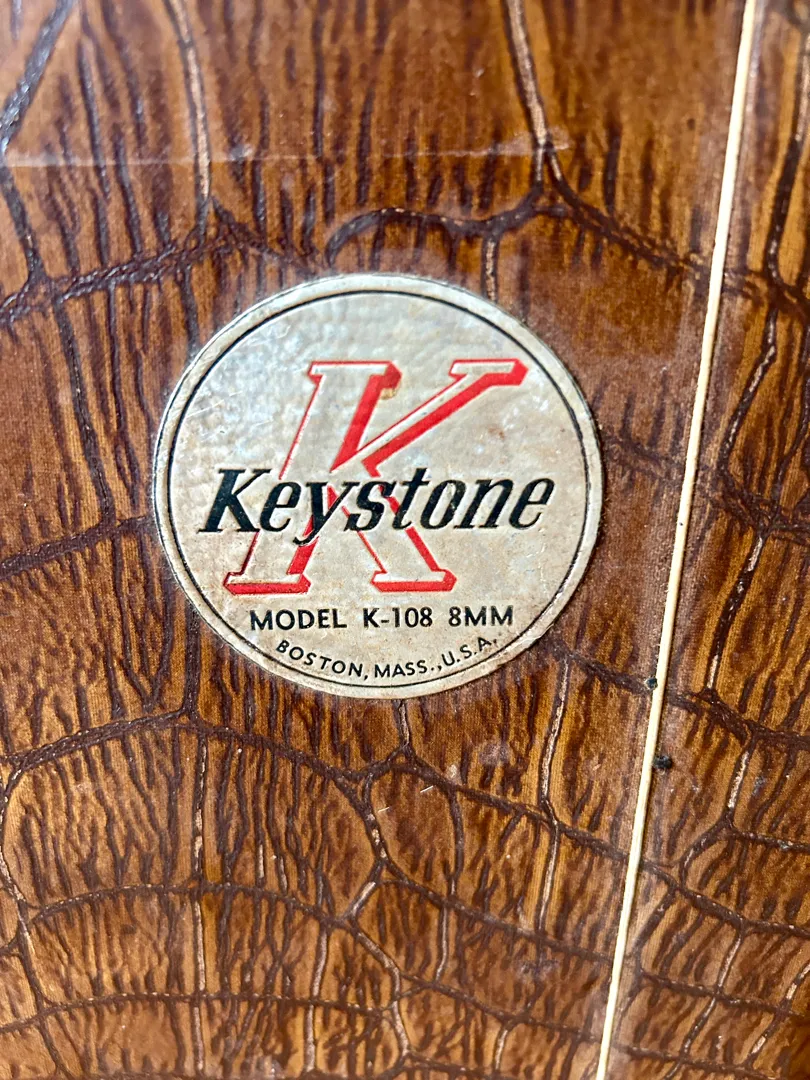 K
Keystone
MODEL K-108 8MM
BOSTON, MASS., U.S.A.